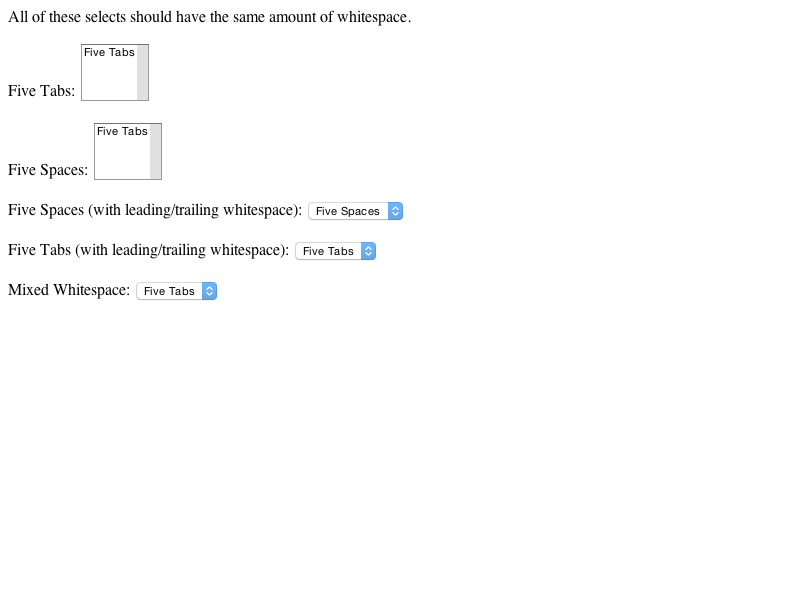 All of these selects should have the same amount of whitespace.
Five Tabs: Five Tabs
Five Spaces: Five Tabs
Five Spaces (with leading/trailing whitespace): Five Spaces
Five Tabs (with leading/trailing whitespace): Five Tabs
Mixed Whitespace: Five Tabs